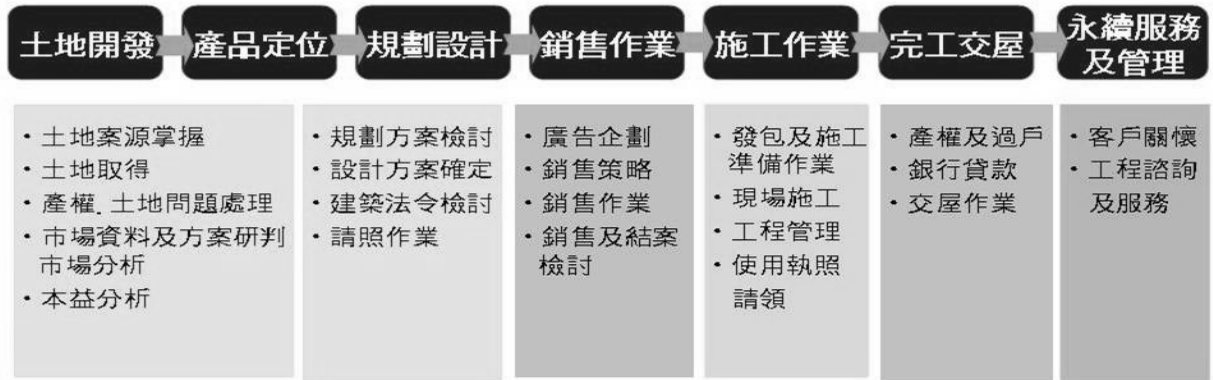 土地開發
產品定位
規劃設計
銷售作業
施工作業
完工交屋
永續服務
及管理
・土地案源掌握
・土地取得
・產權.土地問題處理
・市場資料及方案研判
市場分析
・本益分析
・規劃方案檢討
・設計方案確定
・建築法令檢討
・請照作業
・廣告企劃
・銷售策略
・銷售作業
・銷售及結案
檢討
・發包及施工
準備作業
・現場施工
・工程管理
・使用執照
請領
・產權及過戶
・銀行貸款
・交屋作業
・客戶關懷
・工程諮詢
及服務